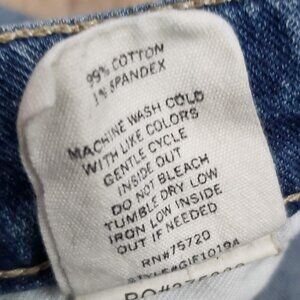 99% COTTON
1% SPANDEX
MACHINE WASH COLD
WITH LIKE COLORS
GENTLE CYCLE
INSIDE OUT
DO NOT BLEACH
TUMBLE DRY LOW
IRON LOW INSIDE
OUT IF NEEDED
RN#75720